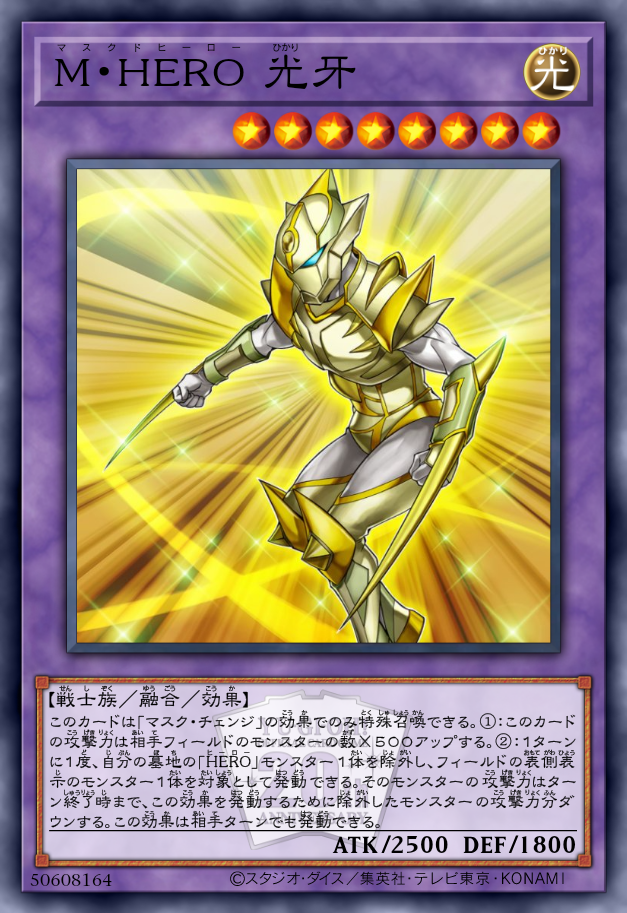 マスクドヒーロー ひかり
M・HERO 光牙
ひかり
光
【戦士族／融合／効果】
このカードは「マスク・チェンジ」の効果でのみ特殊召喚できる。①：このカード
の攻撃力は相手フィールドのモンスターの数×500アップする。②：1ターン
に1度、自分の墓地の「HERO」モンスター1体を除外し、フィールドの表側表
示のモンスター1体を対象として発動できる。そのモンスターの攻撃力はター
ン終了時まで、この効果を発動するために除外したモンスターの攻撃力分ダ
ウンする。この効果は相手ターンでも発動できる。
ATK/2500 DEF/1800
50608164 ©スタジオ・ダイス／集英社・テレビ東京・KONAMI